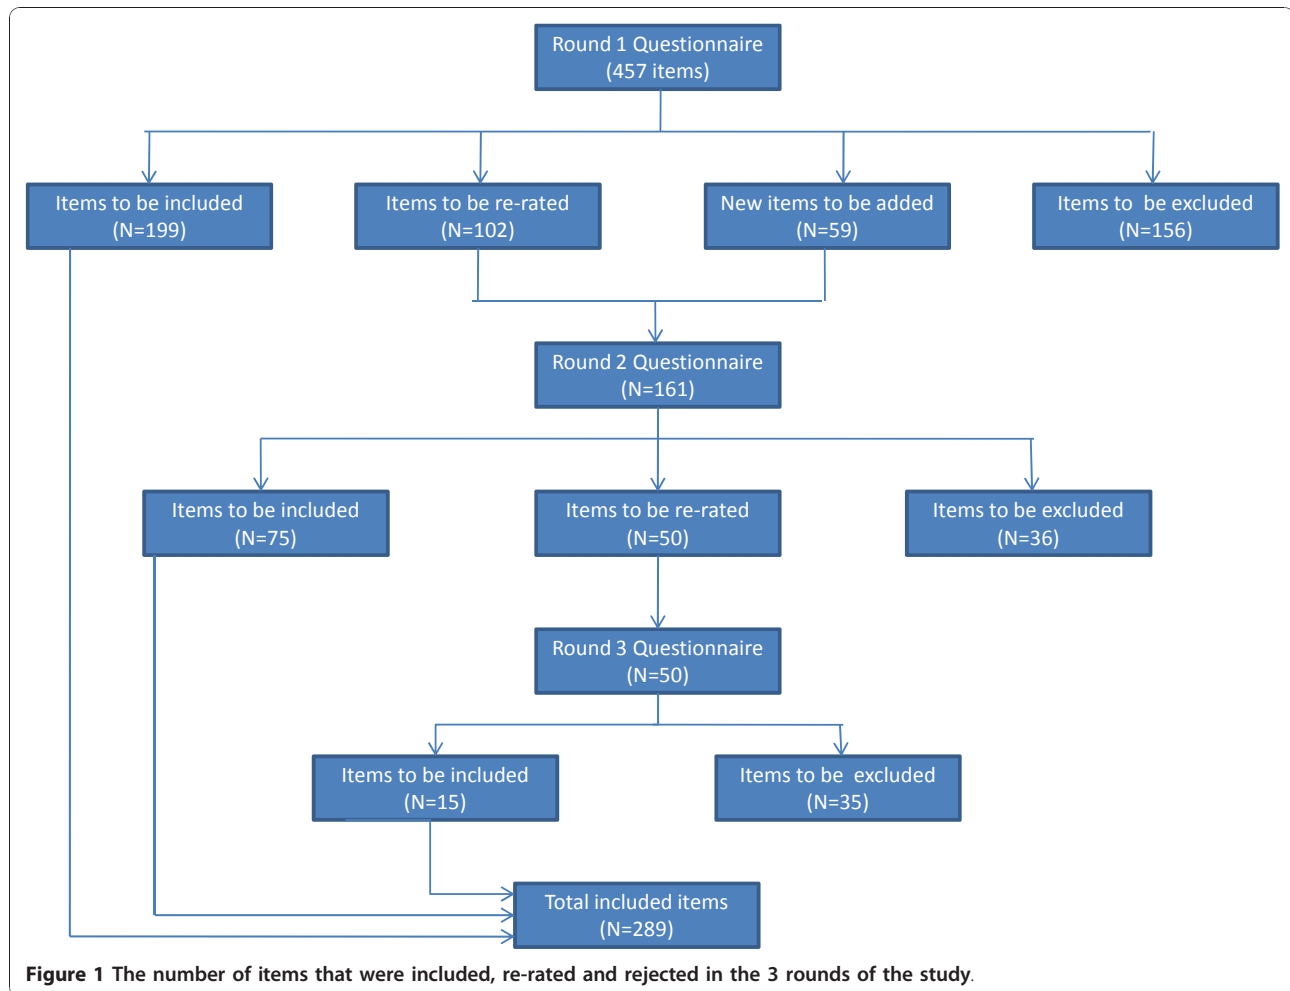 Round 1 Questionnaire
(457 items)
Items to be included
(N=199)
Items to be re-rated
(N=102)
New items to be added
(N=59)
Items to  be excluded
(N=156)
Round 2 Questionnaire
(N=161)
Items to be included
(N=75)
Items to be re-rated
(N=50)
Items to be excluded
(N=36)
Round 3 Questionnaire
(N=50)
Items to be included
(N=15)
Items to be  excluded
(N=35)
Total included items
(N=289)
Figure 1 The number of items that were included, re-rated and rejected in the 3 rounds of the study.